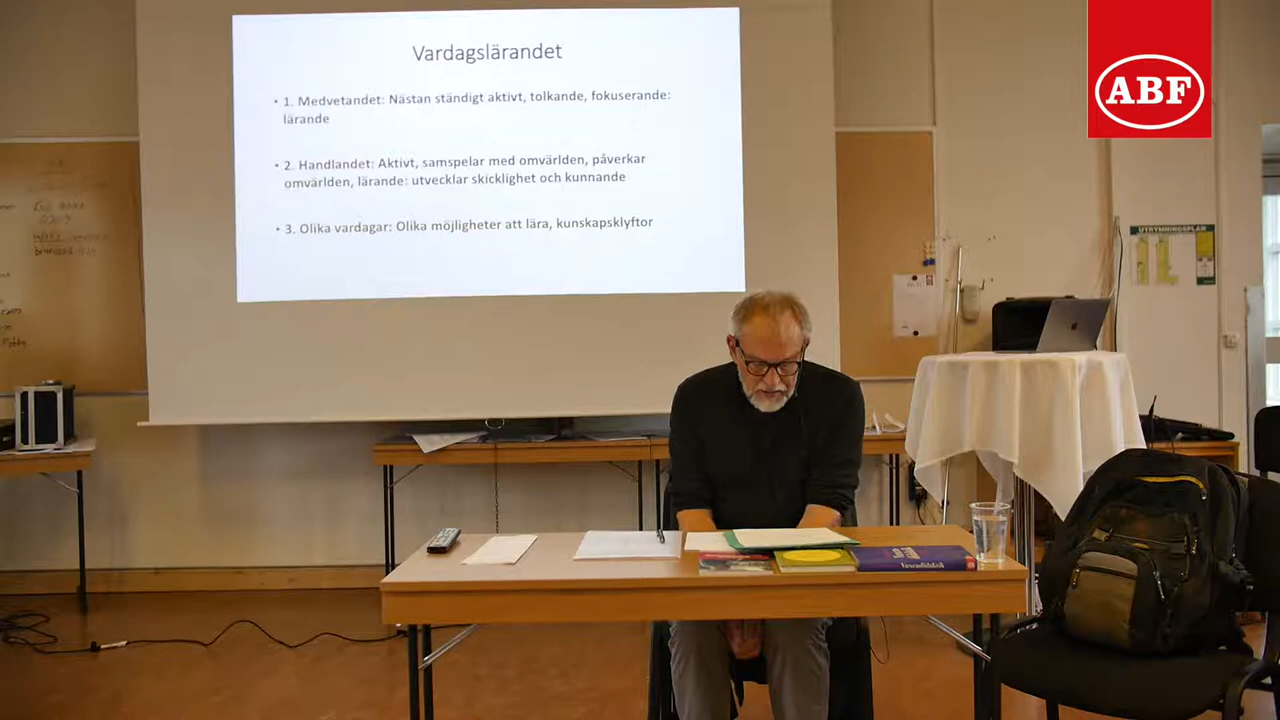 Vardagslärandet
• 1. Medvetandet: Nästan ständigt aktivt, tolkande, fokuserande:
lärande
• 2. Handlandet: Aktivt, samspelar med omvärlden, påverkar
omvärlden, lärande: utvecklar skicklighet och kunnande
• 3. Olika vardagar: Olika möjligheter att lära, kunskapsklyftor
ABF
UTRYMNINGSPLAN